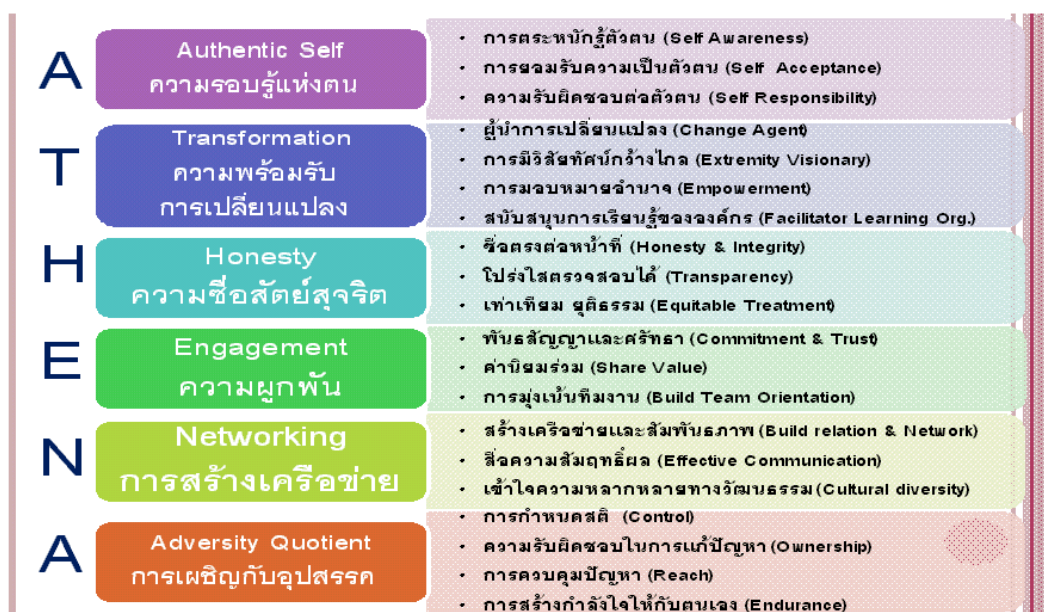 A
Authentic Self
ความรอบรู้แห่งตน
• การตระหนักรู้ตัวตน (Self Awareness)
• การยอมรับความเป็นตัวตน (Self Acceptance)
• ความรับผิดชอบต่อตัวตน (Self Responsibility)
T
Transformation
ความพร้อมรับ
การเปลี่ยนแปลง
• ผู้นำการเปลี่ยนแปลง (Change Agent)
• การมีวิสัยทัศน์กว้างไกล (Extremity Visionary)
• การมอบหมายอำนาจ (Empowerment)
• สนับสนุนการเรียนรู้ขององค์กร (Facilitator Learning Org.)
H
Honesty
ความซื่อสัตย์สุจริต
• ซื่อตรงต่อหน้าที่ (Honesty & Integrity)
• โปร่งใสตรวจสอบได้ (Transparency)
• เท่าเทียม ยุติธรรม (Equitable Treatment)
E
Engagement
ความผูกพัน
• พันธสัญญาและศรัทธา (Commitment & Trust)
• ค่านิยมร่วม (Share Value)
• การมุ่งเน้นทีมงาน (Build Team Orientation)
N
Networking
การสร้างเครือข่าย
• สร้างเครือข่ายและสัมพันธภาพ (Build relation & Network)
• สื่อความสัมฤทธิ์ผล (Effective Communication)
• เข้าใจความหลากหลายทางวัฒนธรรม (Cultural diversity)
A
Adversity Quotient
การเผชิญกับอุปสรรค
• การกำหนดสติ (Control)
• ความรับผิดชอบในการแก้ปัญหา (Ownership)
• การควบคุมปัญหา (Reach)
• การสร้างกำลังใจให้กับตนเอง (Endurance)